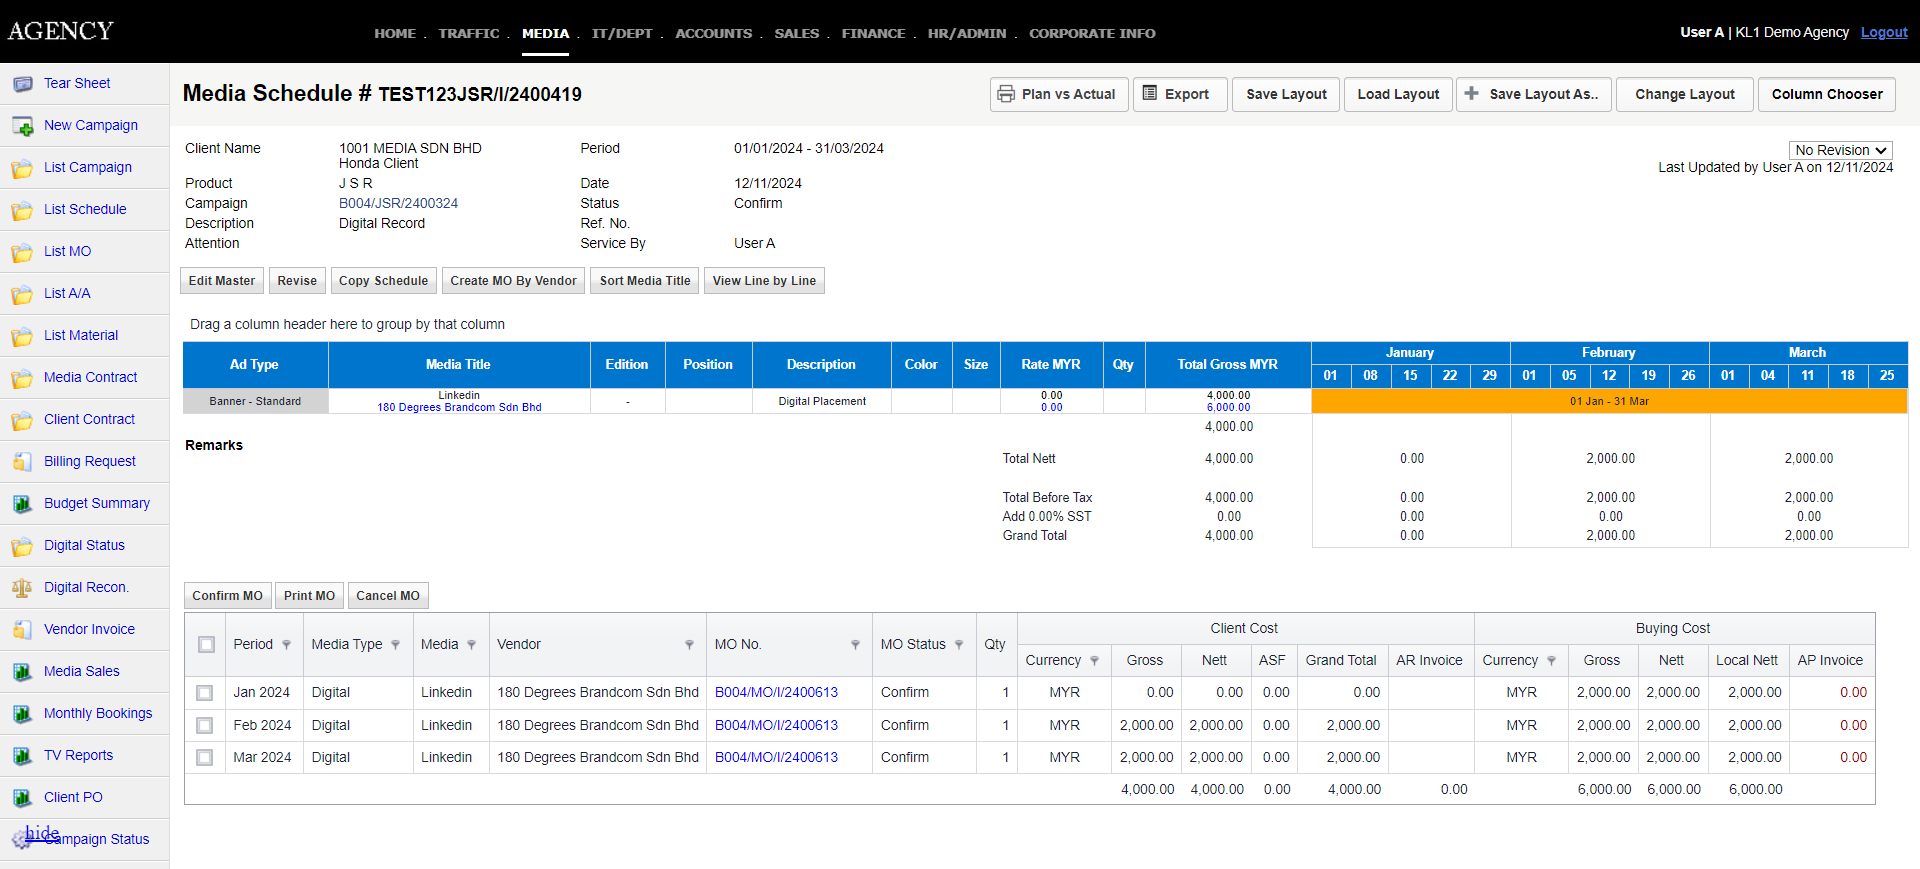 AGENCY
HOME . TRAFFIC . MEDIA . IT/DEPT . ACCOUNTS . SALES . FINANCE . HR/ADMIN . CORPORATE INFO
User A | KL1 Demo Agency Logout
Tear Sheet
New Campaign
List Campaign
List Schedule
List MO
List A/A
List Material
Media Contract
Client Contract
Billing Request
Budget Summary
Digital Status
Digital Recon.
Vendor Invoice
Media Sales
Monthly Bookings
TV Reports
Client PO
hide
Campaign Status
Media Schedule # TEST123JSR/I/2400419
Plan vs Actual Export Save Layout Load Layout Save Layout As.. Change Layout Column Chooser
Client Name 1001 MEDIA SDN BHD Period 01/01/2024 - 31/03/2024 No Revision
Honda Client Last Updated by User A on 12/11/2024
Product J S R Date 12/11/2024
Campaign B004/JSR/2400324 Status Confirm
Description Digital Record Ref. No.
Attention Service By User A
Edit Master Revise Copy Schedule Create MO By Vendor Sort Media Title View Line by Line
Drag a column header here to group by that column
January February March
Ad Type Media Title Edition Position Description Color Size Rate MYR Qty Total Gross MYR
01 08 15 22 29 01 05 12 19 26 01 04 11 18 25
Linkedin 0.00 4,000.00
Banner - Standard - Digital Placement 01 Jan - 31 Mar
180 Degrees Brandcom Sdn Bhd 0.00 6,000.00
4,000.00
Remarks
Total Nett 4,000.00 0.00 2,000.00 2,000.00
Total Before Tax 4,000.00 0.00 2,000.00 2,000.00
Add 0.00% SST 0.00 0.00 0.00 0.00
Grand Total 4,000.00 0.00 2,000.00 2,000.00
Confirm MO Print MO Cancel MO
Client Cost Buying Cost
Period Media Type Media Vendor MO No. MO Status Qty
Currency Gross Nett ASF Grand Total AR Invoice Currency Gross Nett Local Nett AP Invoice
Jan 2024 Digital Linkedin 180 Degrees Brandcom Sdn Bhd B004/MO/I/2400613 Confirm 1 MYR 0.00 0.00 0.00 0.00 MYR 2,000.00 2,000.00 2,000.00 0.00
Feb 2024 Digital Linkedin 180 Degrees Brandcom Sdn Bhd B004/MO/I/2400613 Confirm 1 MYR 2,000.00 2,000.00 0.00 2,000.00 MYR 2,000.00 2,000.00 2,000.00 0.00
Mar 2024 Digital Linkedin 180 Degrees Brandcom Sdn Bhd B004/MO/I/2400613 Confirm 1 MYR 2,000.00 2,000.00 0.00 2,000.00 MYR 2,000.00 2,000.00 2,000.00 0.00
4,000.00 4,000.00 0.00 4,000.00 0.00 6,000.00 6,000.00 6,000.00